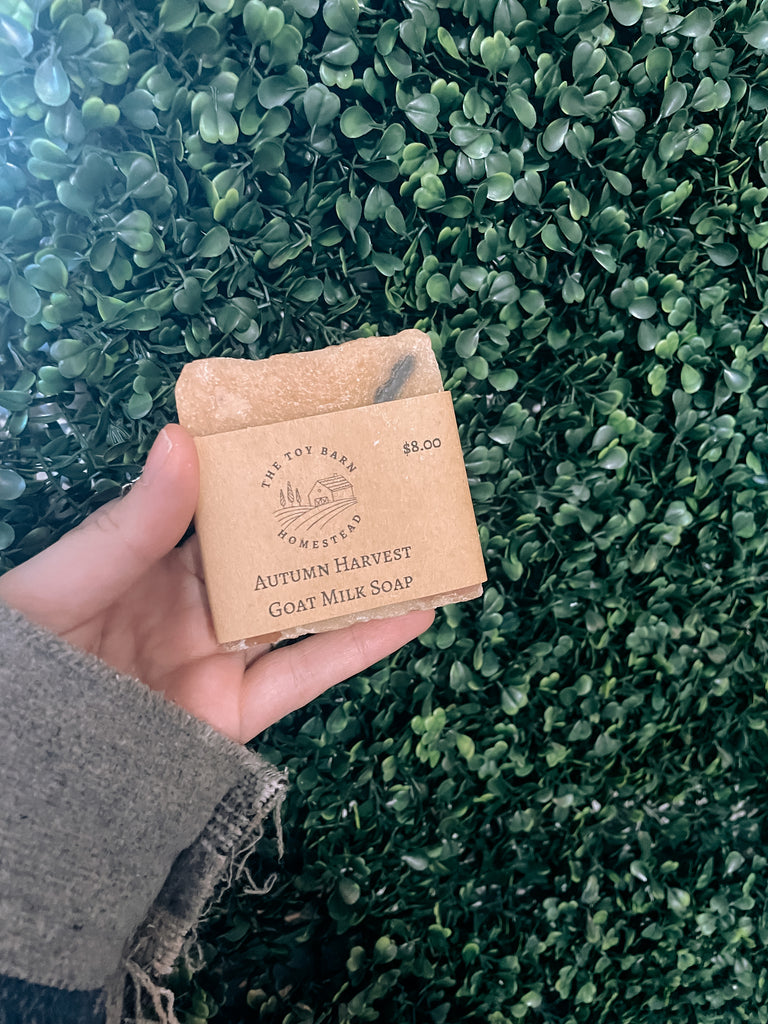 THE TOY BARN
HOMESTEAD
$8.00
AUTUMN HARVEST
GOAT MILK SOAP